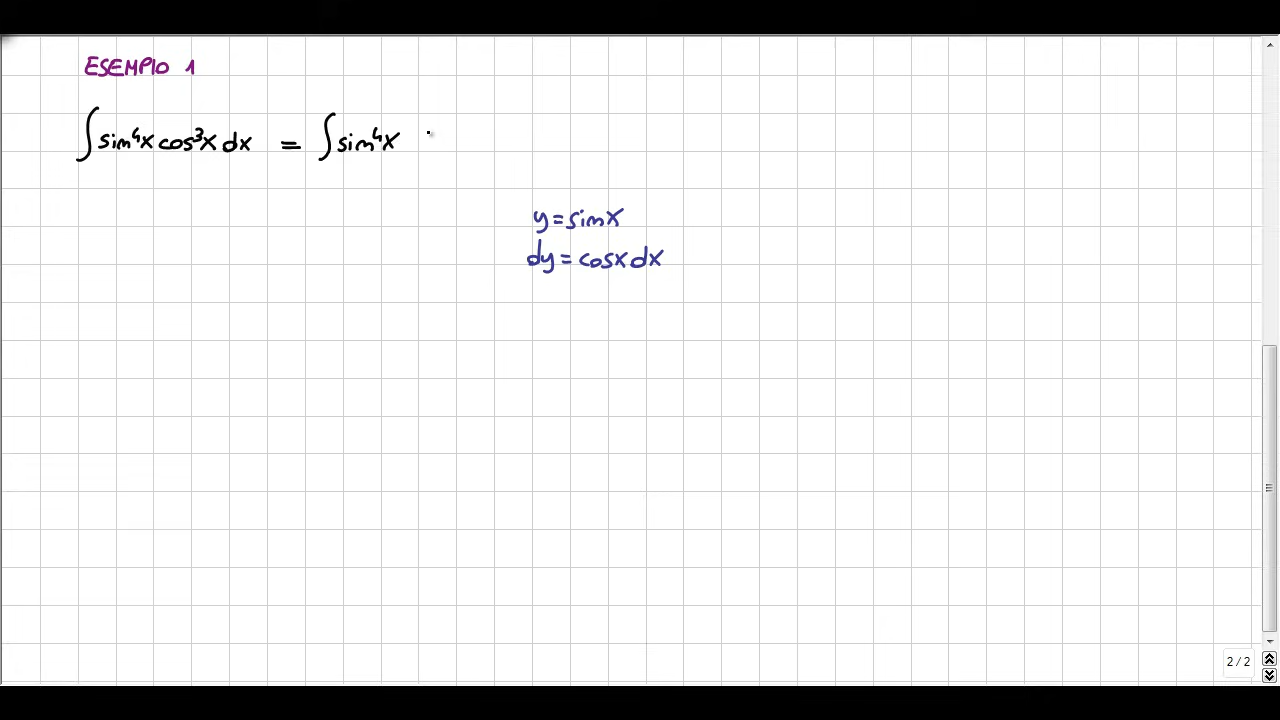 ESEMPIO 1
∫sin⁴x cos³x dx = ∫sin⁴x
y = sinx
dy = cosx dx
2 / 2